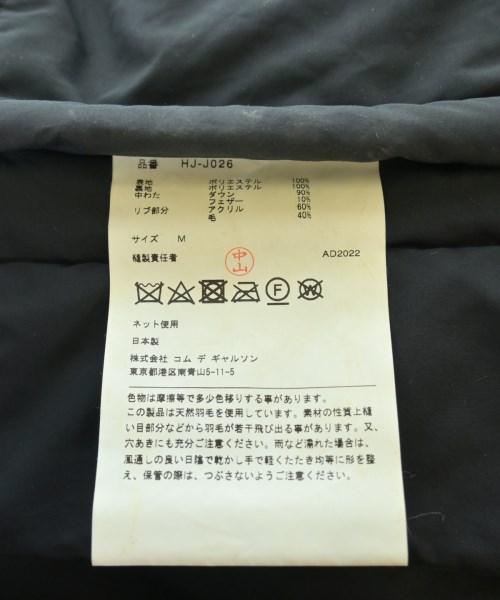 品番 HJ-J026
表地 ポリエステル 100%
裏地 ポリエステル 100%
中わた ダウン 90%
フェザー 10%
リブ部分 アクリル 60%
毛 40%
サイズ M
縫製責任者 中山 AD2022
F W
ネット使用
日本製
株式会社 コム デ ギャルソン
東京都港区南青山5-11-5
色物は摩擦等で多少色移りする事があります。
この製品は天然羽毛を使用しています。素材の性質上縫
い目部分などから羽毛が若干飛び出る事があります。又、
穴あきにも充分ご注意ください。雨など濡れた場合は、
風通しの良い日陰で乾かし手で軽くたたき均等に形を整
え、保管の際は、つぶさないようご注意ください。